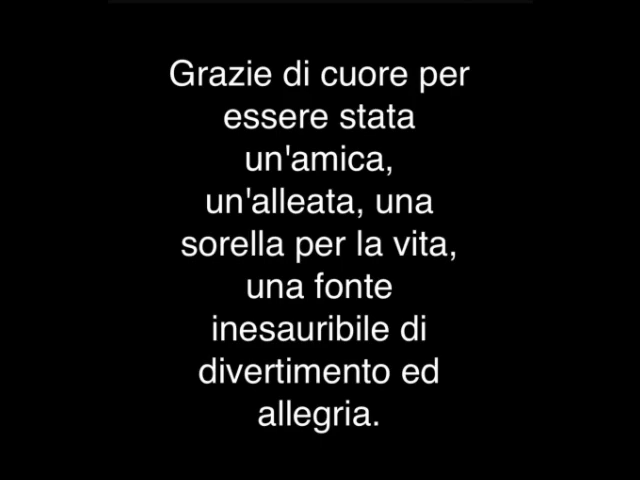 Grazie di cuore per
essere stata
un'amica,
un'alleata, una
sorella per la vita,
una fonte
inesauribile di
divertimento ed
allegria.